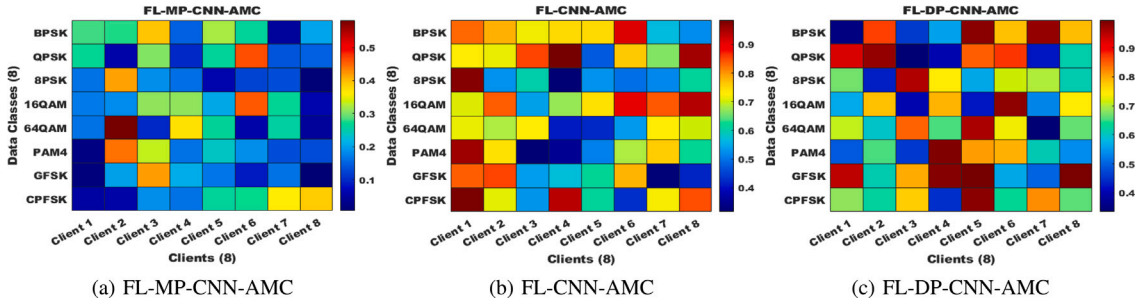 FL-MP-CNN-AMC
BPSK
QPSK
8PSK
16QAM
64QAM
PAM4
GFSK
CPFSK
Data Classes (8)
Client 1 Client 2 Client 3 Client 4 Client 5 Client 6 Client 7 Client 8
Clients (8)
0.5
0.4
0.3
0.2
0.1
(a) FL-MP-CNN-AMC
FL-CNN-AMC
BPSK
QPSK
8PSK
16QAM
64QAM
PAM4
GFSK
CPFSK
Data Classes (8)
Client 1 Client 2 Client 3 Client 4 Client 5 Client 6 Client 7 Client 8
Clients (8)
0.9
0.8
0.7
0.6
0.5
0.4
(b) FL-CNN-AMC
FL-DP-CNN-AMC
BPSK
QPSK
8PSK
16QAM
64QAM
PAM4
GFSK
CPFSK
Data Classes (8)
Client 1 Client 2 Client 3 Client 4 Client 5 Client 6 Client 7 Client 8
Clients (8)
0.9
0.8
0.7
0.6
0.5
0.4
(c) FL-DP-CNN-AMC